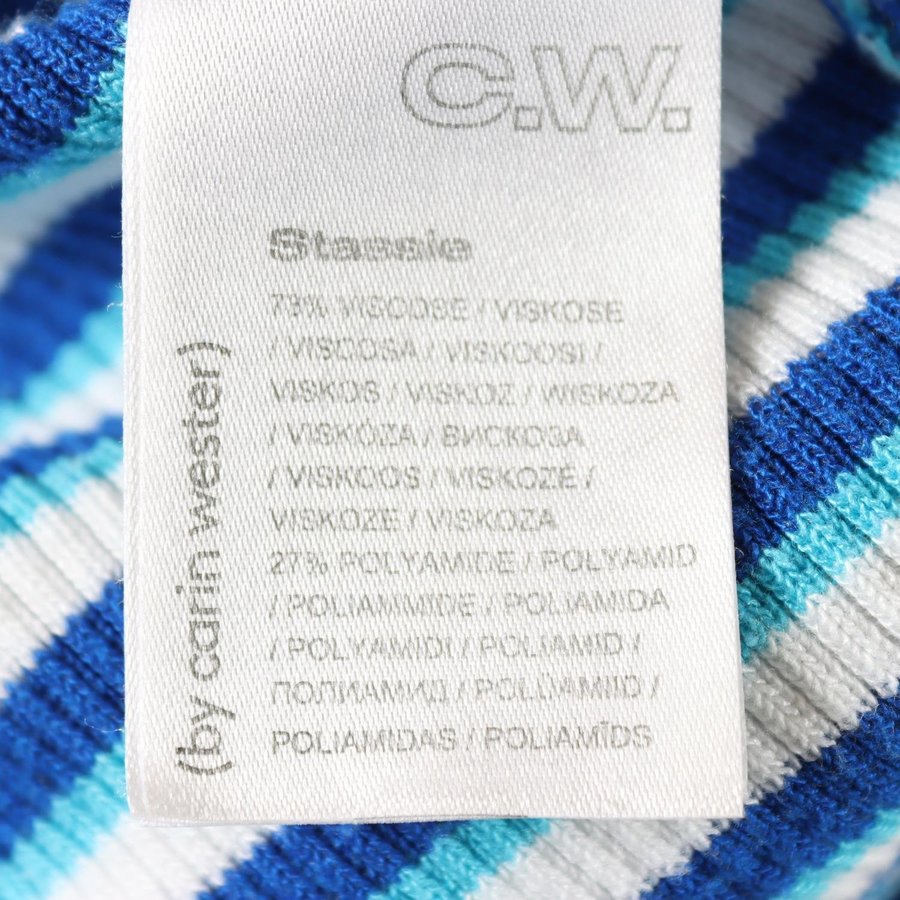 C.W.
Stassie
73% VISCOSE / VISKOSE
/ VISCOSA / VISKOOSI /
VISKOS / VISKOZ / WISKOZA
/ VISKÓZA / ВИСКОЗА
/ VISKOOS / VISKOZĖ /
VISKOZE / VISKOZA
27% POLYAMIDE / POLYAMID
/ POLIAMMIDE / POLIAMIDA
/ POLYAMIDI / POLIAMID /
ПОЛИАМИД / POLÜAMIID /
POLIAMIDAS / POLIAMĪDS
(by carin wester)